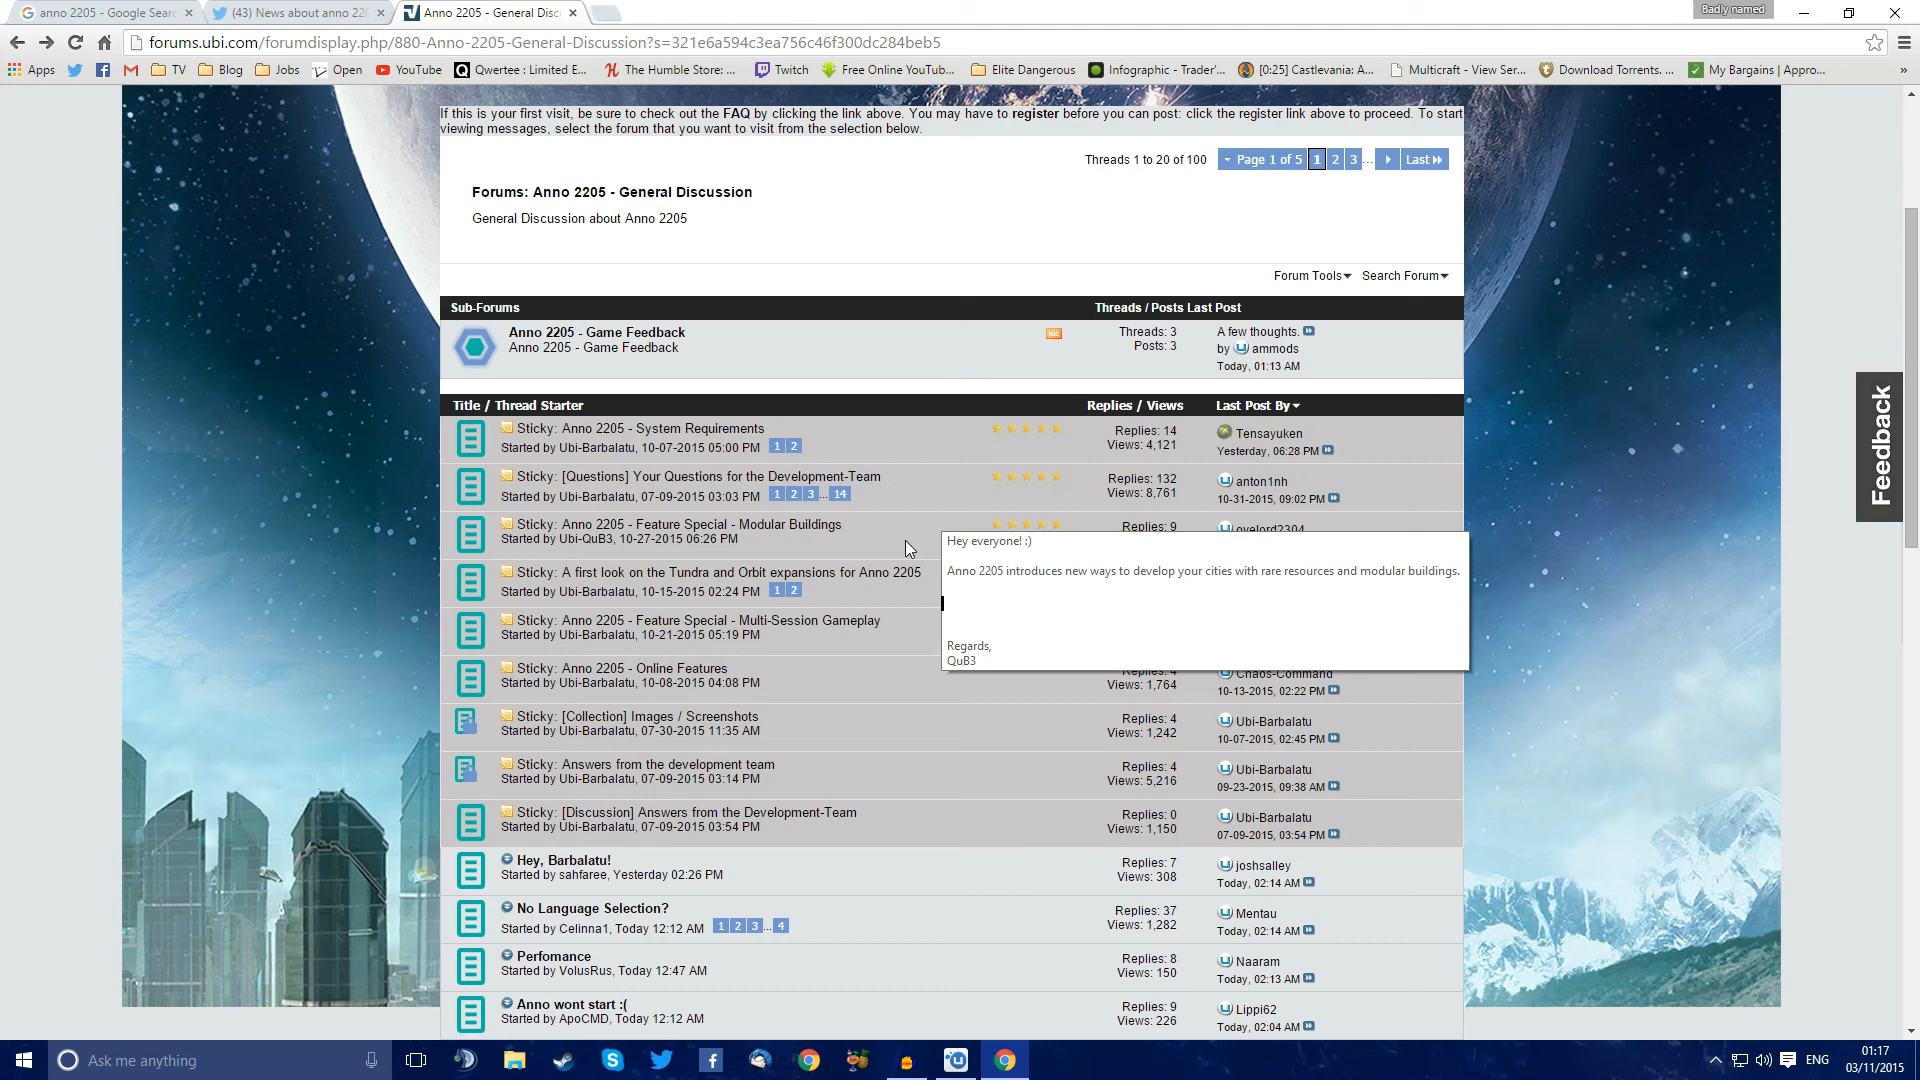 anno 2205 - Google Searc
(43) News about anno 220
Anno 2205 - General Disc
Badly named
forums.ubi.com/forumdisplay.php/880-Anno-2205-General-Discussion?s=321e6a594c3ea756c46f300dc284beb5
Apps
TV
Blog
Jobs
Open
YouTube
Qwertee : Limited E...
The Humble Store: ...
Twitch
Free Online YouTub...
Elite Dangerous
Infographic - Trader'...
[0:25] Castlevania: A...
Multicraft - View Ser...
Download Torrents. ...
My Bargains | Appro...
If this is your first visit, be sure to check out the FAQ by clicking the link above. You may have to register before you can post: click the register link above to proceed. To start
viewing messages, select the forum that you want to visit from the selection below.
Threads 1 to 20 of 100
Page 1 of 5 1 2 3 ... Last
Forums: Anno 2205 - General Discussion
General Discussion about Anno 2205
Forum Tools Search Forum
Sub-Forums Threads / Posts Last Post
Anno 2205 - Game Feedback
Anno 2205 - Game Feedback
Threads: 3
Posts: 3
A few thoughts.
by ammods
Today, 01:13 AM
Title / Thread Starter Replies / Views Last Post By
Sticky: Anno 2205 - System Requirements
Started by Ubi-Barbalatu, 10-07-2015 05:00 PM 1 2
Replies: 14
Views: 4,121
Tensayuken
Yesterday, 06:28 PM
Sticky: [Questions] Your Questions for the Development-Team
Started by Ubi-Barbalatu, 07-09-2015 03:03 PM 1 2 3 ... 14
Replies: 132
Views: 8,761
anton1nh
10-31-2015, 09:02 PM
Sticky: Anno 2205 - Feature Special - Modular Buildings
Started by Ubi-QuB3, 10-27-2015 06:26 PM
Replies: 9
ovelord2304
Hey everyone! :)
Anno 2205 introduces new ways to develop your cities with rare resources and modular buildings.
Regards,
QuB3
Sticky: A first look on the Tundra and Orbit expansions for Anno 2205
Started by Ubi-Barbalatu, 10-15-2015 02:24 PM 1 2
Sticky: Anno 2205 - Feature Special - Multi-Session Gameplay
Started by Ubi-Barbalatu, 10-21-2015 05:19 PM
Sticky: Anno 2205 - Online Features
Started by Ubi-Barbalatu, 10-08-2015 04:08 PM
Replies: 4
Views: 1,764
Chaos-Command
10-13-2015, 02:22 PM
Sticky: [Collection] Images / Screenshots
Started by Ubi-Barbalatu, 07-30-2015 11:35 AM
Replies: 4
Views: 1,242
Ubi-Barbalatu
10-07-2015, 02:45 PM
Sticky: Answers from the development team
Started by Ubi-Barbalatu, 07-09-2015 03:14 PM
Replies: 4
Views: 5,216
Ubi-Barbalatu
09-23-2015, 09:38 AM
Sticky: [Discussion] Answers from the Development-Team
Started by Ubi-Barbalatu, 07-09-2015 03:54 PM
Replies: 0
Views: 1,150
Ubi-Barbalatu
07-09-2015, 03:54 PM
Hey, Barbalatu!
Started by sahfaree, Yesterday 02:26 PM
Replies: 7
Views: 308
joshsalley
Today, 02:14 AM
No Language Selection?
Started by Celinna1, Today 12:12 AM 1 2 3 ... 4
Replies: 37
Views: 1,282
Mentau
Today, 02:14 AM
Perfomance
Started by VolusRus, Today 12:47 AM
Replies: 8
Views: 150
Naaram
Today, 02:13 AM
Anno wont start :(
Started by ApoCMD, Today 12:12 AM
Replies: 9
Views: 226
Lippi62
Today, 02:04 AM
Feedback
Ask me anything
ENG
01:17
03/11/2015